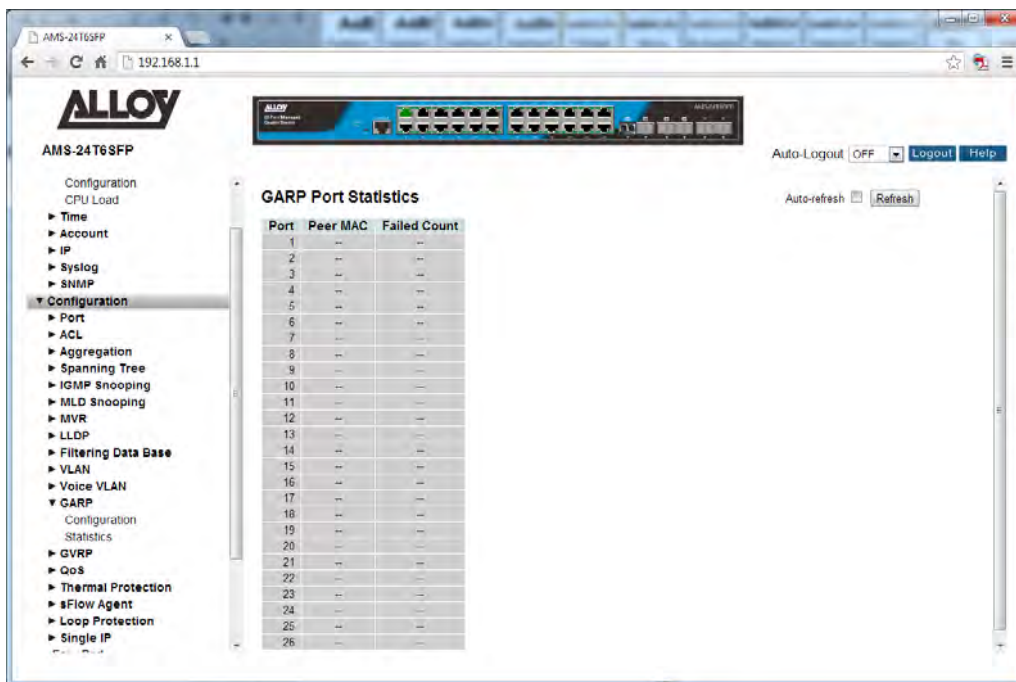 AMS-24T6SFP
192.168.1.1
ALLOY
ALLOY
AMS-24T6SFP
Auto-Logout OFF Logout Help
Configuration
CPU Load
Time
Account
IP
Syslog
SNMP
Configuration
Port
ACL
Aggregation
Spanning Tree
IGMP Snooping
MLD Snooping
MVR
LLDP
Filtering Data Base
VLAN
Voice VLAN
GARP
Configuration
Statistics
GVRP
QoS
Thermal Protection
sFlow Agent
Loop Protection
Single IP
GARP Port Statistics
Auto-refresh Refresh
Port Peer MAC Failed Count
1 -- --
2 -- --
3 -- --
4 -- --
5 -- --
6 -- --
7 -- --
8 -- --
9 -- --
10 -- --
11 -- --
12 -- --
13 -- --
14 -- --
15 -- --
16 -- --
17 -- --
18 -- --
19 -- --
20 -- --
21 -- --
22 -- --
23 -- --
24 -- --
25 -- --
26 -- --